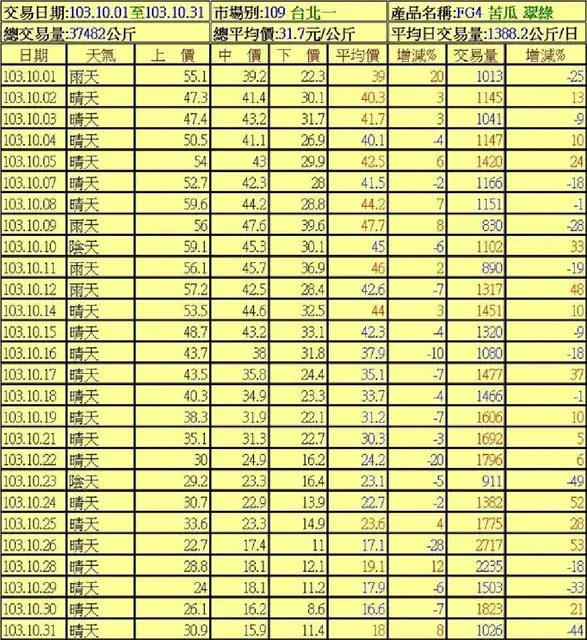 交易日期:103.10.01至103.10.31 市場別:109 台北一 產品名稱:FG4 苦瓜 翠綠
總交易量:37482公斤 總平均價:31.7元/公斤 平均日交易量:1388.2公斤/日
日期 天氣 上 價 中 價 下 價 平均價 增減% 交易量 增減%
103.10.01 雨天 55.1 39.2 22.3 39 20 1013 -25
103.10.02 晴天 47.3 41.4 30.1 40.3 3 1145 13
103.10.03 晴天 47.4 43.2 31.7 41.7 3 1041 -9
103.10.04 晴天 50.5 41.1 26.9 40.1 -4 1147 10
103.10.05 晴天 54 43 29.9 42.5 6 1420 24
103.10.07 晴天 52.7 42.3 28 41.5 -2 1166 -18
103.10.08 晴天 59.6 44.2 28.8 44.2 7 1151 -1
103.10.09 雨天 56 47.6 39.6 47.7 8 830 -28
103.10.10 陰天 59.1 45.3 30.1 45 -6 1102 33
103.10.11 雨天 56.1 45.7 36.9 46 2 890 -19
103.10.12 雨天 57.2 42.5 28.4 42.6 -7 1317 48
103.10.14 晴天 53.5 44.6 32.5 44 3 1451 10
103.10.15 晴天 48.7 43.2 33.1 42.3 -4 1320 -9
103.10.16 晴天 43.7 38 31.8 37.9 -10 1080 -18
103.10.17 晴天 43.5 35.8 24.4 35.1 -7 1477 37
103.10.18 晴天 40.3 34.9 23.3 33.7 -4 1466 -1
103.10.19 晴天 38.3 31.9 22.1 31.2 -7 1606 10
103.10.21 晴天 35.1 31.3 22.7 30.3 -3 1692 5
103.10.22 晴天 30 24.9 16.2 24.2 -20 1796 6
103.10.23 陰天 29.2 23.3 16.4 23.1 -5 911 -49
103.10.24 晴天 30.7 22.9 13.9 22.7 -2 1382 52
103.10.25 晴天 33.6 23.3 14.9 23.6 4 1775 28
103.10.26 晴天 22.7 17.4 11 17.1 -28 2717 53
103.10.28 晴天 28.8 18.1 12.1 19.1 12 2235 -18
103.10.29 晴天 24 18.1 11.2 17.9 -6 1503 -33
103.10.30 晴天 26.1 16.2 8.6 16.6 -7 1823 21
103.10.31 晴天 30.9 15.9 11.4 18 8 1026 -44